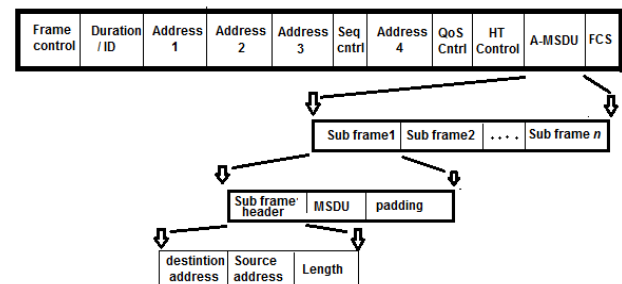 Frame control Duration / ID Address 1 Address 2 Address 3 Seq cntrl Address 4 QoS Cntrl HT Control A-MSDU FCS
Sub frame1 Sub frame2 .... Sub frame n
Sub frame header MSDU padding
destintion address Source address Length